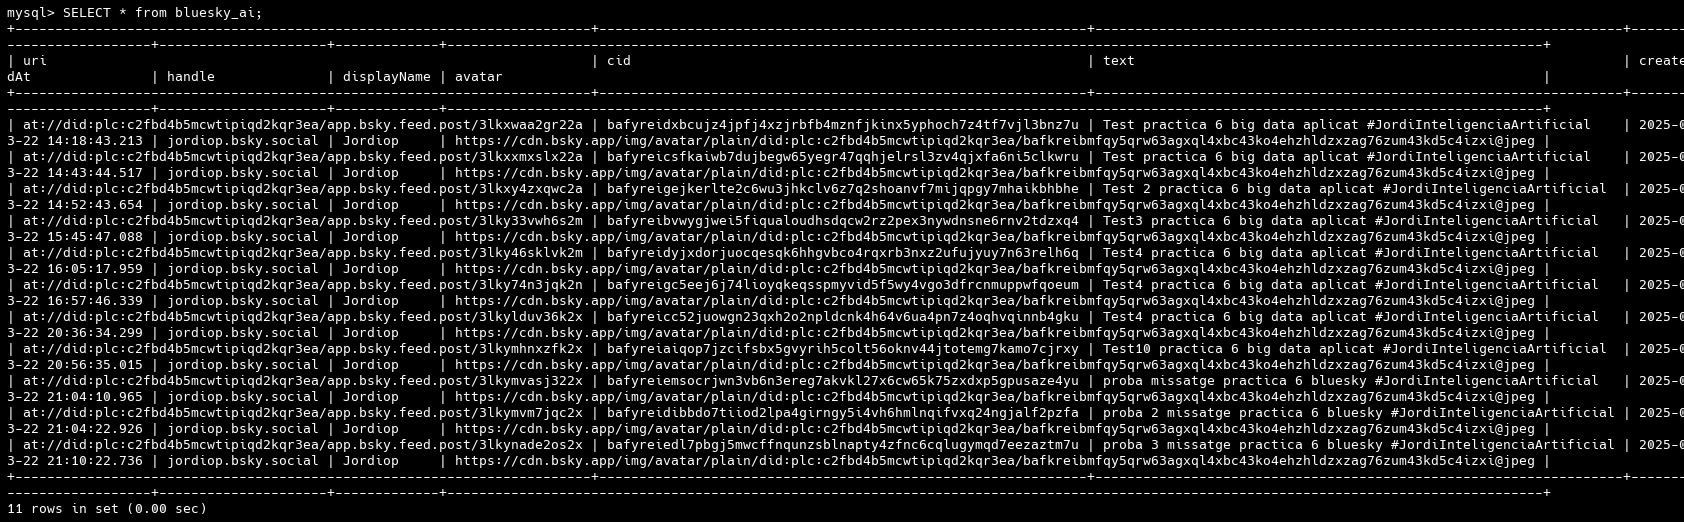 mysql> SELECT * from bluesky_ai;
| uri | cid | text | create
dAt | handle | displayName | avatar |
| at://did:plc:c2fbd4b5mcwtipiqd2kqr3ea/app.bsky.feed.post/3lkxwaa2gr22a | bafyreidxbcujz4jpfj4xzjrbfb4mznfjkinx5yphoch7z4tf7vjl3bnz7u | Test practica 6 big data aplicat #JordiInteligenciaArtificial | 2025-0
3-22 14:18:43.213 | jordiop.bsky.social | Jordiop | https://cdn.bsky.app/img/avatar/plain/did:plc:c2fbd4b5mcwtipiqd2kqr3ea/bafkreibmfqy5qrw63agxql4xbc43ko4ehzhldzxzag76zum43kd5c4izxi@jpeg |
| at://did:plc:c2fbd4b5mcwtipiqd2kqr3ea/app.bsky.feed.post/3lkxxmxslx22a | bafyreicsfkaiwb7dujbegw65yegr47qqhjelrsl3zv4qjxfa6ni5clkwru | Test practica 6 big data aplicat #JordiInteligenciaArtificial | 2025-0
3-22 14:43:44.517 | jordiop.bsky.social | Jordiop | https://cdn.bsky.app/img/avatar/plain/did:plc:c2fbd4b5mcwtipiqd2kqr3ea/bafkreibmfqy5qrw63agxql4xbc43ko4ehzhldzxzag76zum43kd5c4izxi@jpeg |
| at://did:plc:c2fbd4b5mcwtipiqd2kqr3ea/app.bsky.feed.post/3lkxy4zxqwc2a | bafyreigejkerlte2c6wu3jhkclv6z7q2shoanvf7mijqpgy7mhaikbhbhe | Test 2 practica 6 big data aplicat #JordiInteligenciaArtificial | 2025-0
3-22 14:52:43.654 | jordiop.bsky.social | Jordiop | https://cdn.bsky.app/img/avatar/plain/did:plc:c2fbd4b5mcwtipiqd2kqr3ea/bafkreibmfqy5qrw63agxql4xbc43ko4ehzhldzxzag76zum43kd5c4izxi@jpeg |
| at://did:plc:c2fbd4b5mcwtipiqd2kqr3ea/app.bsky.feed.post/3lky33vwh6s2m | bafyreibvwygjwei5fiqualoudhsdqcw2rz2pex3nywdnsne6rnv2tdzxq4 | Test3 practica 6 big data aplicat #JordiInteligenciaArtificial | 2025-0
3-22 15:45:47.088 | jordiop.bsky.social | Jordiop | https://cdn.bsky.app/img/avatar/plain/did:plc:c2fbd4b5mcwtipiqd2kqr3ea/bafkreibmfqy5qrw63agxql4xbc43ko4ehzhldzxzag76zum43kd5c4izxi@jpeg |
| at://did:plc:c2fbd4b5mcwtipiqd2kqr3ea/app.bsky.feed.post/3lky46sklvk2m | bafyreidyjxdorjuocqesqk6hhgvbco4rqxrb3nxz2ufujyuy7n63relh6q | Test4 practica 6 big data aplicat #JordiInteligenciaArtificial | 2025-0
3-22 16:05:17.959 | jordiop.bsky.social | Jordiop | https://cdn.bsky.app/img/avatar/plain/did:plc:c2fbd4b5mcwtipiqd2kqr3ea/bafkreibmfqy5qrw63agxql4xbc43ko4ehzhldzxzag76zum43kd5c4izxi@jpeg |
| at://did:plc:c2fbd4b5mcwtipiqd2kqr3ea/app.bsky.feed.post/3lky74n3jqk2n | bafyreigc5eej6j74lioyqkeqsspmyvid5f5wy4vgo3dfrcnmuppwfqoeum | Test4 practica 6 big data aplicat #JordiInteligenciaArtificial | 2025-0
3-22 16:57:46.339 | jordiop.bsky.social | Jordiop | https://cdn.bsky.app/img/avatar/plain/did:plc:c2fbd4b5mcwtipiqd2kqr3ea/bafkreibmfqy5qrw63agxql4xbc43ko4ehzhldzxzag76zum43kd5c4izxi@jpeg |
| at://did:plc:c2fbd4b5mcwtipiqd2kqr3ea/app.bsky.feed.post/3lkylduv36k2x | bafyreicc52juowgn23qxh2o2npldcnk4h64v6ua4pn7z4oqhvqinnb4gku | Test4 practica 6 big data aplicat #JordiInteligenciaArtificial | 2025-0
3-22 20:36:34.299 | jordiop.bsky.social | Jordiop | https://cdn.bsky.app/img/avatar/plain/did:plc:c2fbd4b5mcwtipiqd2kqr3ea/bafkreibmfqy5qrw63agxql4xbc43ko4ehzhldzxzag76zum43kd5c4izxi@jpeg |
| at://did:plc:c2fbd4b5mcwtipiqd2kqr3ea/app.bsky.feed.post/3lkymhnxzfk2x | bafyreiaiqop7jzcifsbx5gvyrih5colt56oknv44jtotemg7kamo7cjrxy | Test10 practica 6 big data aplicat #JordiInteligenciaArtificial | 2025-0
3-22 20:56:35.015 | jordiop.bsky.social | Jordiop | https://cdn.bsky.app/img/avatar/plain/did:plc:c2fbd4b5mcwtipiqd2kqr3ea/bafkreibmfqy5qrw63agxql4xbc43ko4ehzhldzxzag76zum43kd5c4izxi@jpeg |
| at://did:plc:c2fbd4b5mcwtipiqd2kqr3ea/app.bsky.feed.post/3lkymvasj322x | bafyreiemsocrjwn3vb6n3ereg7akvkl27x6cw65k75zxdxp5gpusaze4yu | proba missatge practica 6 bluesky #JordiInteligenciaArtificial | 2025-0
3-22 21:04:10.965 | jordiop.bsky.social | Jordiop | https://cdn.bsky.app/img/avatar/plain/did:plc:c2fbd4b5mcwtipiqd2kqr3ea/bafkreibmfqy5qrw63agxql4xbc43ko4ehzhldzxzag76zum43kd5c4izxi@jpeg |
| at://did:plc:c2fbd4b5mcwtipiqd2kqr3ea/app.bsky.feed.post/3lkymvm7jqc2x | bafyreidibbdo7tiiod2lpa4girngy5i4vh6hmlnqifvxq24ngjalf2pzfa | proba 2 missatge practica 6 bluesky #JordiInteligenciaArtificial | 2025-0
3-22 21:04:22.926 | jordiop.bsky.social | Jordiop | https://cdn.bsky.app/img/avatar/plain/did:plc:c2fbd4b5mcwtipiqd2kqr3ea/bafkreibmfqy5qrw63agxql4xbc43ko4ehzhldzxzag76zum43kd5c4izxi@jpeg |
| at://did:plc:c2fbd4b5mcwtipiqd2kqr3ea/app.bsky.feed.post/3lkynade2os2x | bafyreiedl7pbgj5mwcffnqunzsblnapty4zfnc6cqlugymqd7eezaztm7u | proba 3 missatge practica 6 bluesky #JordiInteligenciaArtificial | 2025-0
3-22 21:10:22.736 | jordiop.bsky.social | Jordiop | https://cdn.bsky.app/img/avatar/plain/did:plc:c2fbd4b5mcwtipiqd2kqr3ea/bafkreibmfqy5qrw63agxql4xbc43ko4ehzhldzxzag76zum43kd5c4izxi@jpeg |
11 rows in set (0.00 sec)